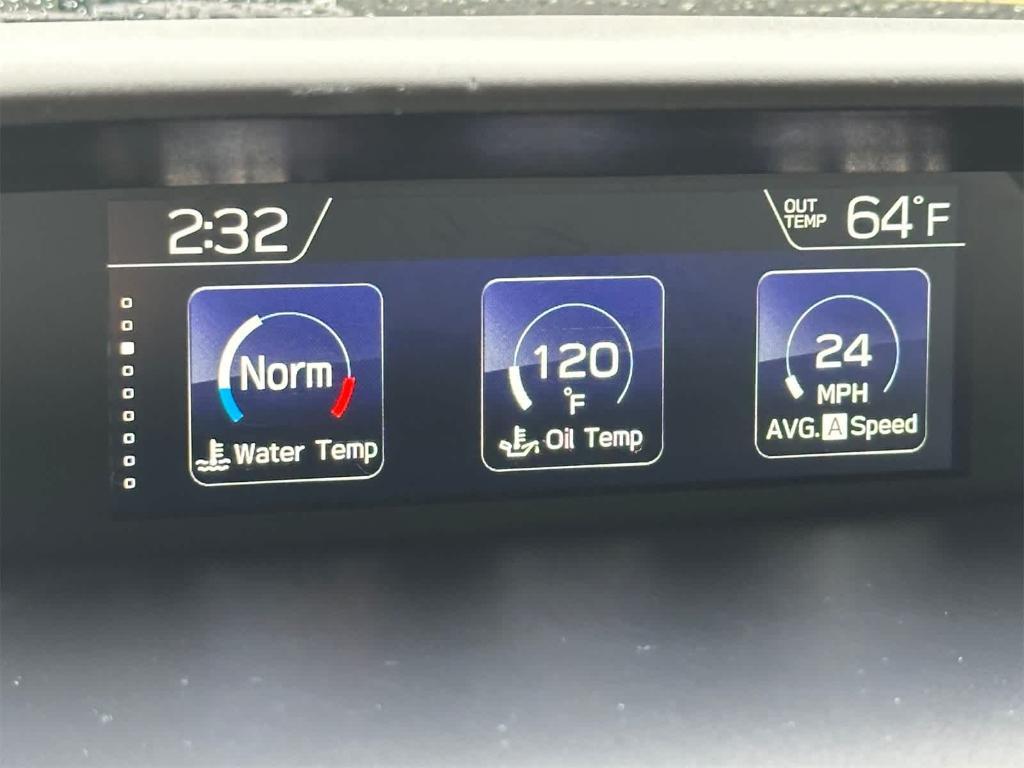 2:32
OUT TEMP 64°F
Norm
Water Temp
120
°F
Oil Temp
24
MPH
AVG. A Speed